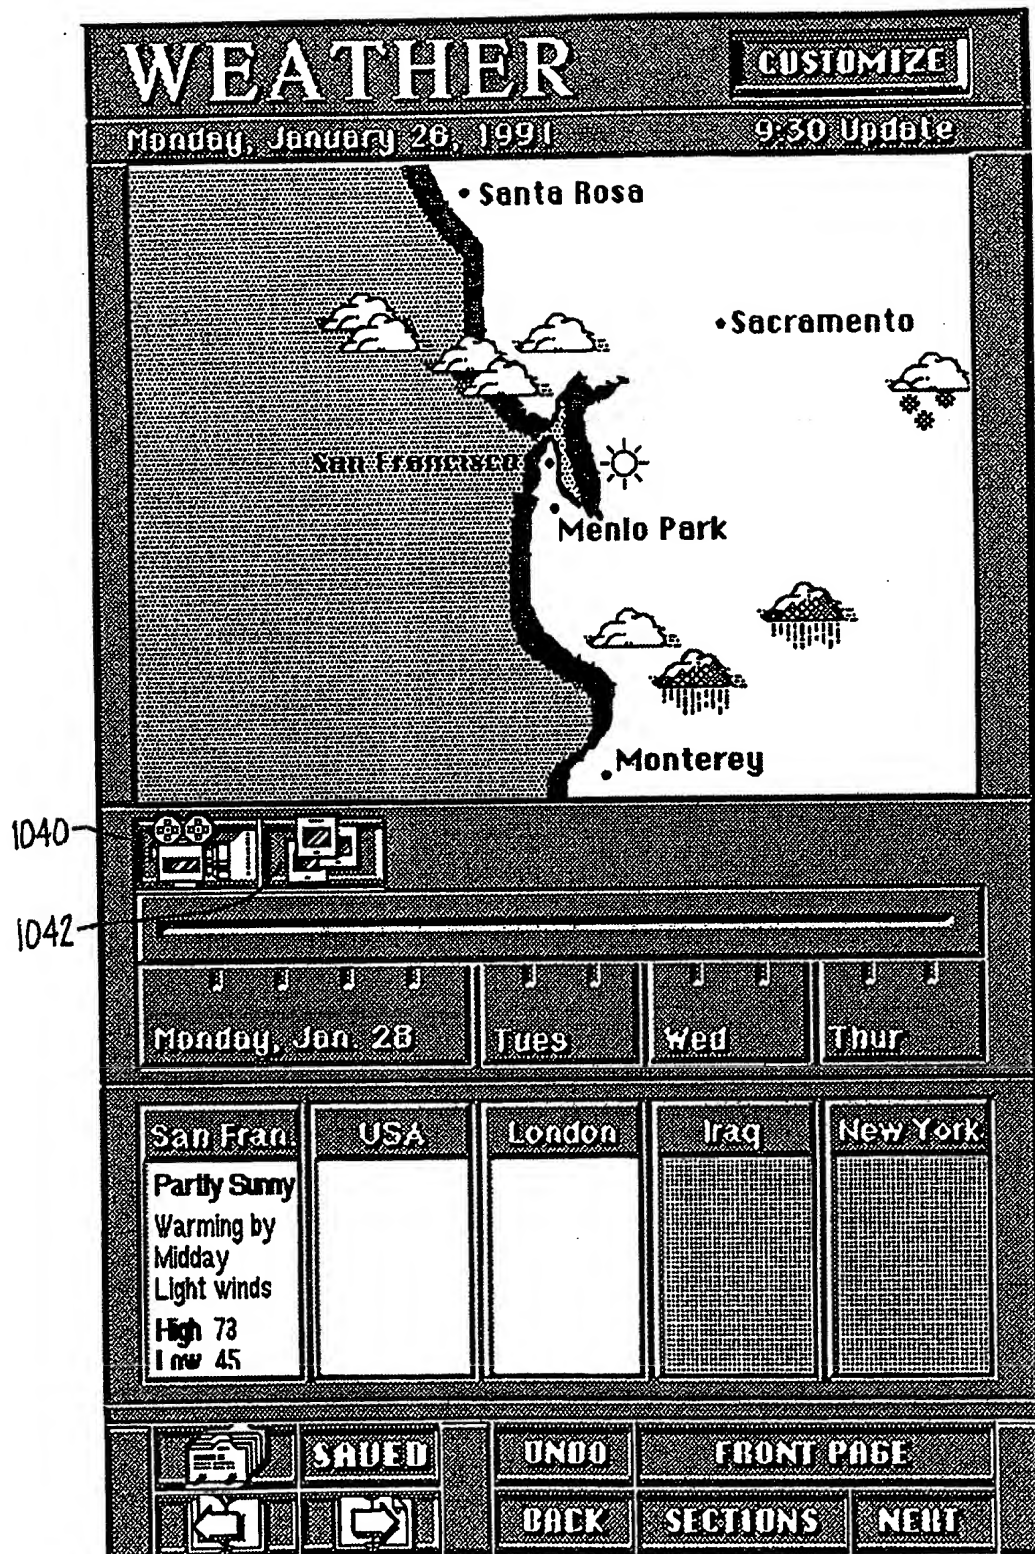 WEATHER
CUSTOMIZE
Monday, January 26, 1991
9:30 Update
Santa Rosa
Sacramento
San Francisco
Menlo Park
Monterey
1040
1042
Monday, Jan. 28
Tues
Wed
Thur
San Fran.
USA
London
Iraq
New York
Partly Sunny
Warming by
Midday
Light winds
High 73
Low 45
SAVED
UNDO
FRONT PAGE
BACK
SECTIONS
NEXT